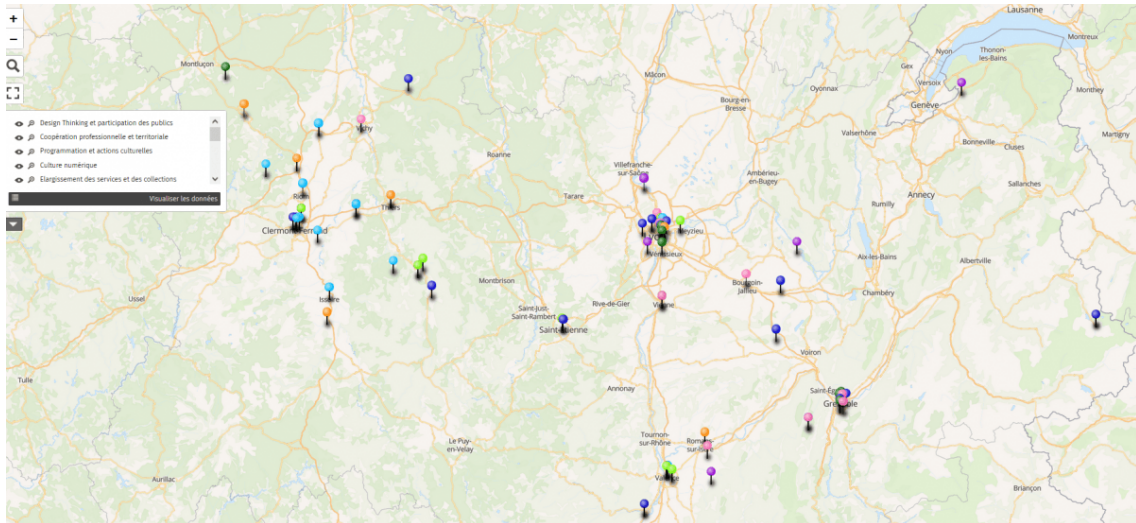 +
−
Design Thinking et participation des publics
Coopération professionnelle et territoriale
Programmation et actions culturelles
Culture numérique
Elargissement des services et des collections
Visualiser les données
Lausanne
Montreux
Thonon-
les-Bains
Nyon
Gex
Versoix
Monthey
Genève
Montluçon
Mâcon
Oyonnax
Bourg-en-
Bresse
Valserhône
Martigny
Bonneville
Cluses
Vichy
Roanne
Villefranche-
sur-Saône
Ambérieu-
en-Bugey
Sallanches
Annecy
Tarare
Rumilly
Riom
Thiers
Clermont-Ferrand
Meyzieu
Vénissieux
Aix-les-Bains
Albertville
Montbrison
Bourgoin-
Jallieu
Ussel
Issoire
Chambéry
Saint-Just-
Saint-Rambert
Rive-de-Gier
Vienne
Saint-Étienne
Voiron
Tulle
Annonay
Grenoble
Tournon-
sur-Rhône
Romans-
sur-Isère
Le Puy-
en-Velay
Valence
Aurillac
Briançon